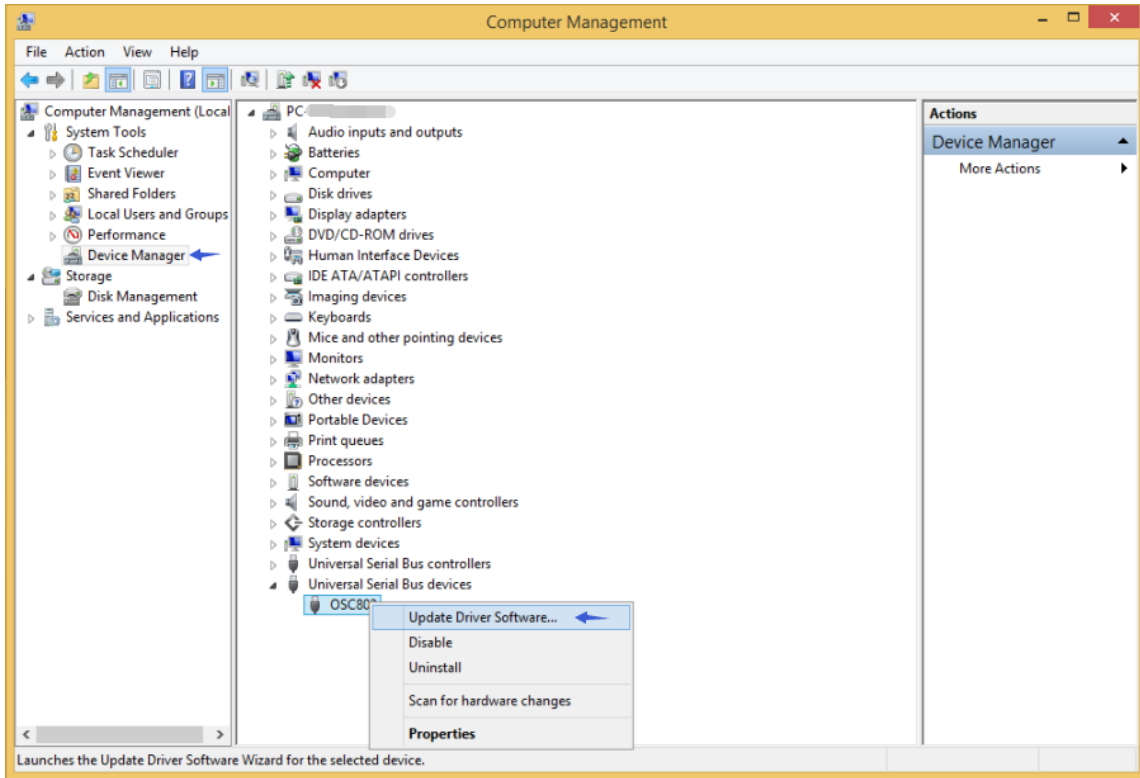 Computer Management
File Action View Help
Computer Management (Local
System Tools
Task Scheduler
Event Viewer
Shared Folders
Local Users and Groups
Performance
Device Manager
Storage
Disk Management
Services and Applications
PC-
Audio inputs and outputs
Batteries
Computer
Disk drives
Display adapters
DVD/CD-ROM drives
Human Interface Devices
IDE ATA/ATAPI controllers
Imaging devices
Keyboards
Mice and other pointing devices
Monitors
Network adapters
Other devices
Portable Devices
Print queues
Processors
Software devices
Sound, video and game controllers
Storage controllers
System devices
Universal Serial Bus controllers
Universal Serial Bus devices
OSC802
Update Driver Software...
Disable
Uninstall
Scan for hardware changes
Properties
Actions
Device Manager
More Actions
Launches the Update Driver Software Wizard for the selected device.